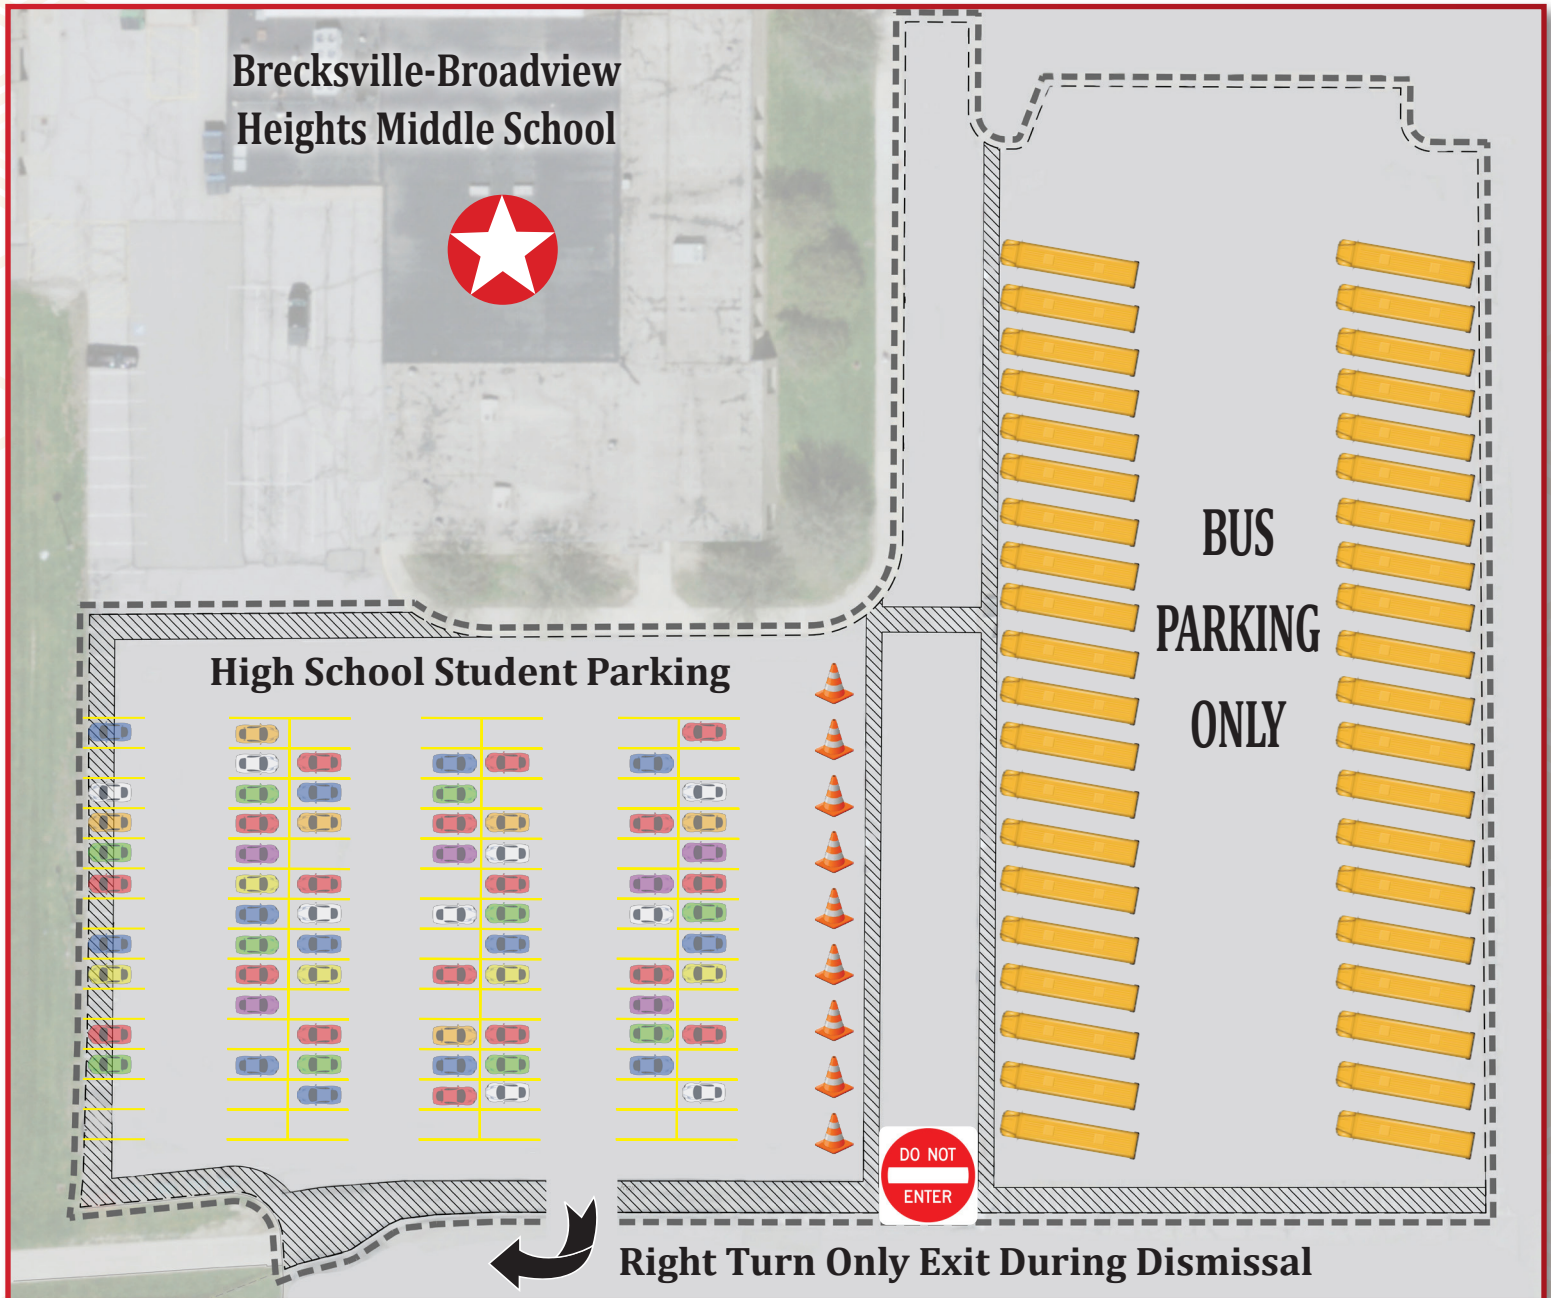 Brecksville-Broadview
Heights Middle School
BUS
PARKING
ONLY
High School Student Parking
DO NOT
ENTER
Right Turn Only Exit During Dismissal